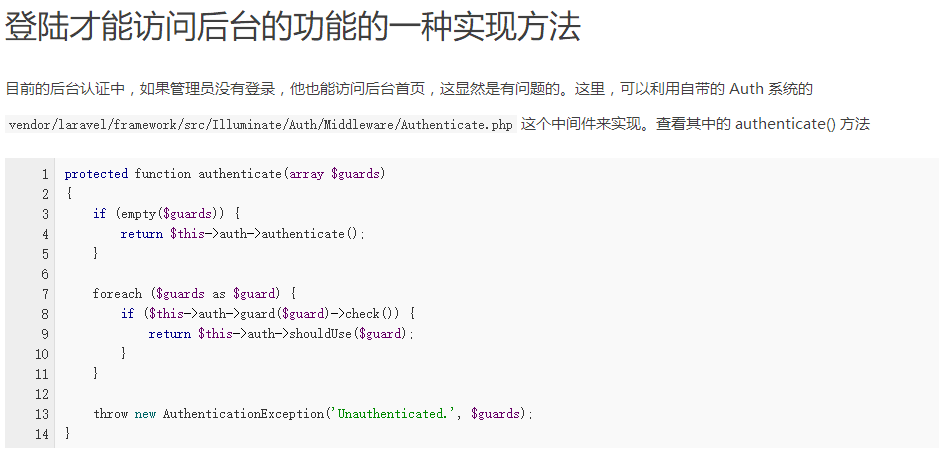 登陆才能访问后台的功能的一种实现方法
目前的后台认证中，如果管理员没有登录，他也能访问后台首页，这显然是有问题的。这里，可以利用自带的 Auth 系统的
vendor/laravel/framework/src/Illuminate/Auth/Middleware/Authenticate.php 这个中间件来实现。查看其中的 authenticate() 方法
1 protected function authenticate(array $guards)
2 {
3     if (empty($guards)) {
4         return $this->auth->authenticate();
5     }
6
7     foreach ($guards as $guard) {
8         if ($this->auth->guard($guard)->check()) {
9             return $this->auth->shouldUse($guard);
10         }
11     }
12
13     throw new AuthenticationException('Unauthenticated.', $guards);
14 }